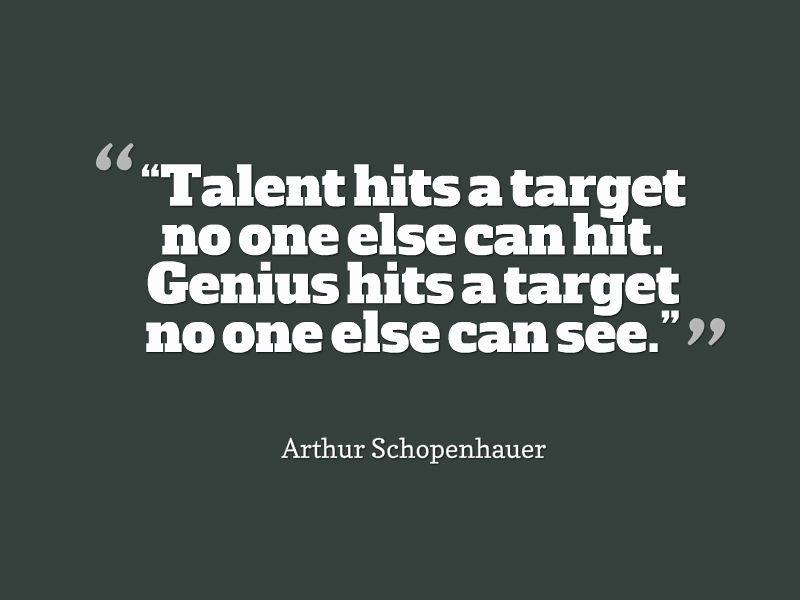 ““Talent hits a target
no one else can hit.
Genius hits a target
no one else can see.””
Arthur Schopenhauer